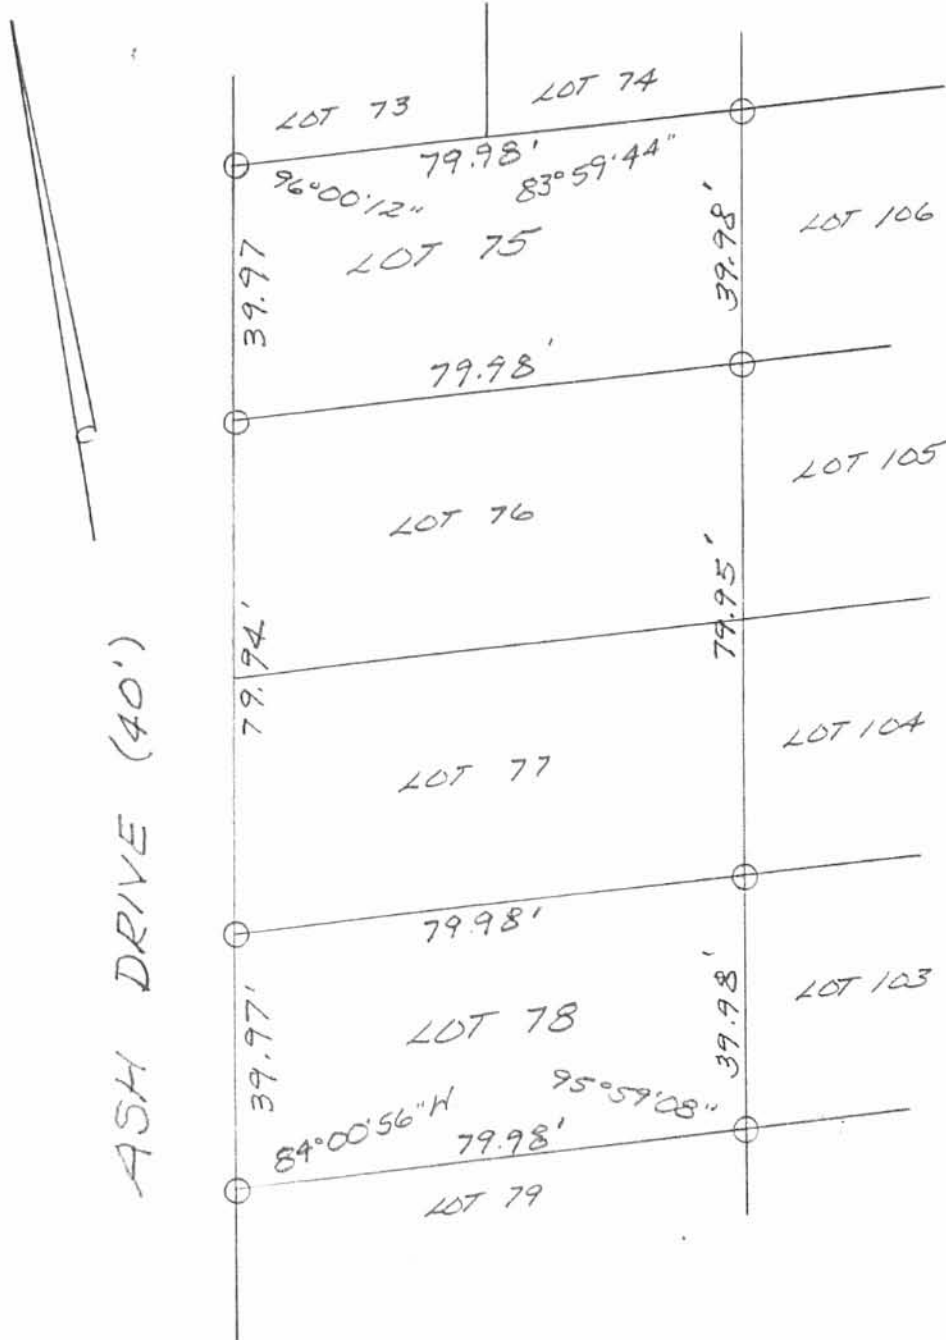 LOT 73
LOT 74
79.98'
96°00'12"
83°59'44"
LOT 75
39.97
39.98'
LOT 106
79.98'
LOT 76
LOT 105
79.94'
79.95'
ASH DRIVE (40')
LOT 77
LOT 104
79.98'
39.97'
LOT 78
39.98'
LOT 103
84°00'56"W
95°59'08"
79.98'
LOT 79